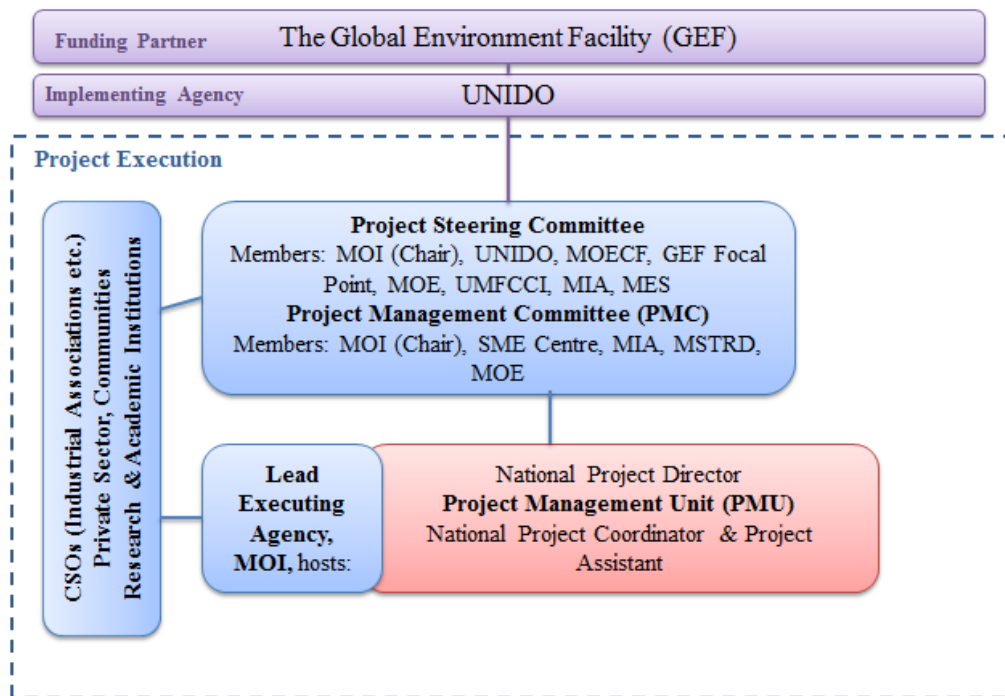 Funding Partner The Global Environment Facility (GEF)
Implementing Agency UNIDO
Project Execution
CSOs (Industrial Associations etc.)
Private Sector, Communities
Research & Academic Institutions
Project Steering Committee
Members: MOI (Chair), UNIDO, MOECF, GEF Focal
Point, MOE, UMFCCI, MIA, MES
Project Management Committee (PMC)
Members: MOI (Chair), SME Centre, MIA, MSTRD,
MOE
Lead
Executing
Agency,
MOI, hosts:
National Project Director
Project Management Unit (PMU)
National Project Coordinator & Project
Assistant